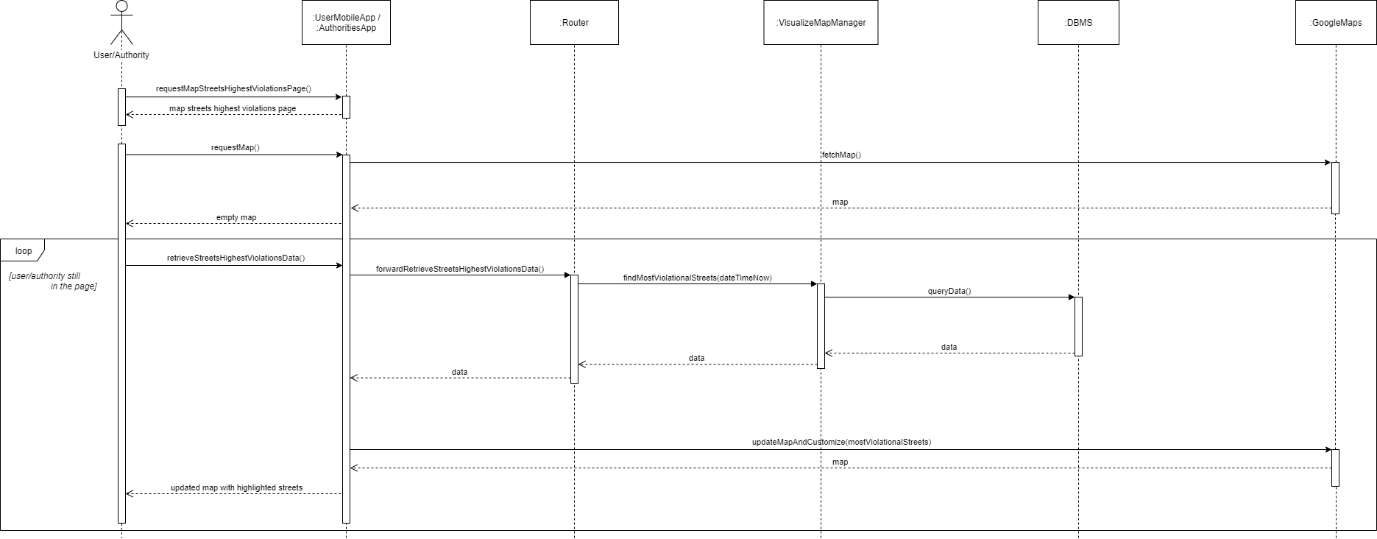 :UserMobileApp /
:AuthoritiesApp
:Router
:VisualizeMapManager
:DBMS
:GoogleMaps
User/Authority
requestMapStreetsHighestViolationsPage()
map streets highest violations page
requestMap()
fetchMap()
map
empty map
loop
[user/authority still
in the page]
retrieveStreetsHighestViolationsData()
forwardRetrieveStreetsHighestViolationsData()
findMostViolationalStreets(dateTimeNow)
queryData()
data
data
data
updateMapAndCustomize(mostViolationalStreets)
map
updated map with highlighted streets